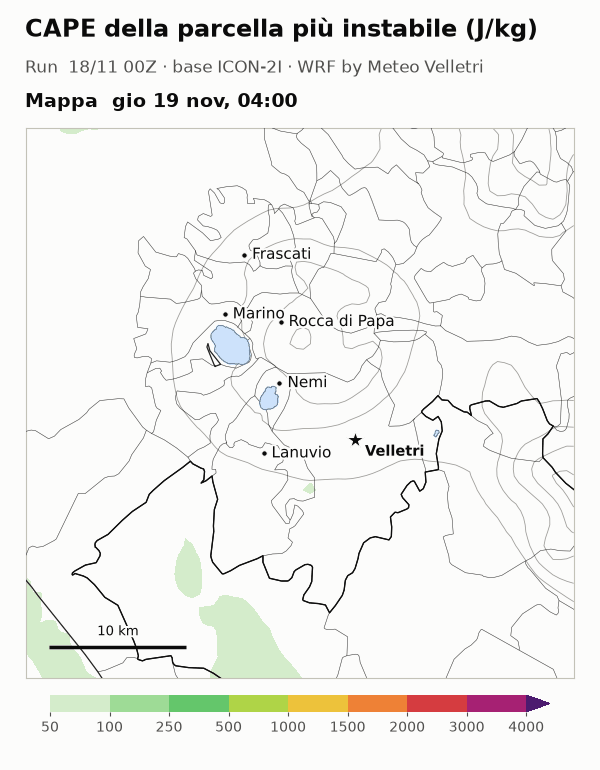 CAPE della parcella più instabile (J/kg)
Run 18/11 00Z · base ICON-2I · WRF by Meteo Velletri
Mappa gio 19 nov, 04:00
Frascati
Marino
Rocca di Papa
Nemi
Velletri
Lanuvio
10 km
50 100 250 500 1000 1500 2000 3000 4000